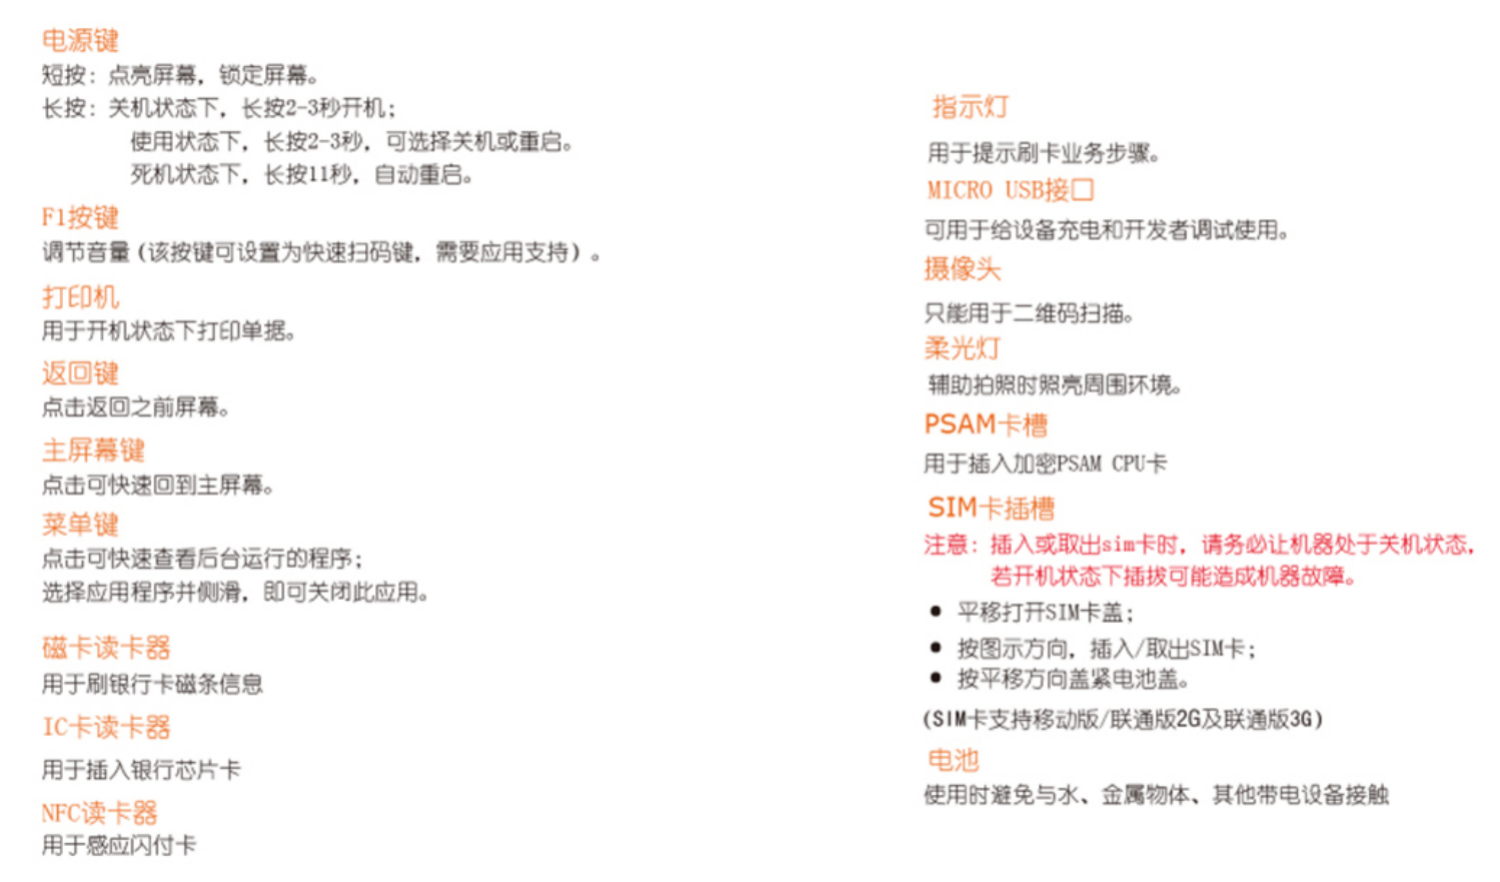 电源键
短按：点亮屏幕，锁定屏幕。
长按：关机状态下，长按2-3秒开机；
使用状态下，长按2-3秒，可选择关机或重启。
死机状态下，长按11秒，自动重启。
F1按键
调节音量(该按键可设置为快速扫码键，需要应用支持）。
打印机
用于开机状态下打印单据。
返回键
点击返回之前屏幕。
主屏幕键
点击可快速回到主屏幕。
菜单键
点击可快速查看后台运行的程序；
选择应用程序并侧滑，即可关闭此应用。
磁卡读卡器
用于刷银行卡磁条信息
IC卡读卡器
用于插入银行芯片卡
NFC读卡器
用于感应闪付卡
指示灯
用于提示刷卡业务步骤。
MICRO USB接口
可用于给设备充电和开发者调试使用。
摄像头
只能用于二维码扫描。
柔光灯
辅助拍照时照亮周围环境。
PSAM卡槽
用于插入加密PSAM CPU卡
SIM卡插槽
注意：插入或取出sim卡时，请务必让机器处于关机状态，
若开机状态下插拔可能造成机器故障。
● 平移打开SIM卡盖；
● 按图示方向，插入/取出SIM卡；
● 按平移方向盖紧电池盖。
(SIM卡支持移动版/联通版2G及联通版3G)
电池
使用时避免与水、金属物体、其他带电设备接触